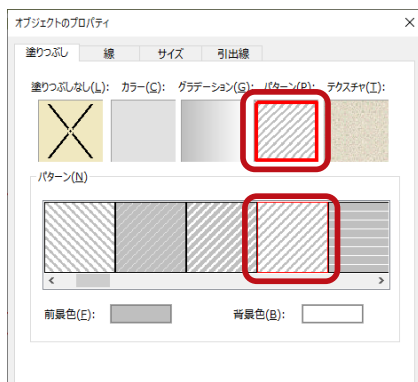 オブジェクトのプロパティ ×
塗りつぶし 線 サイズ 引出線
塗りつぶしなし(L): カラー(C): グラデーション(G): パターン(P): テクスチャ(T):
パターン(N)
前景色(F): 背景色(B):